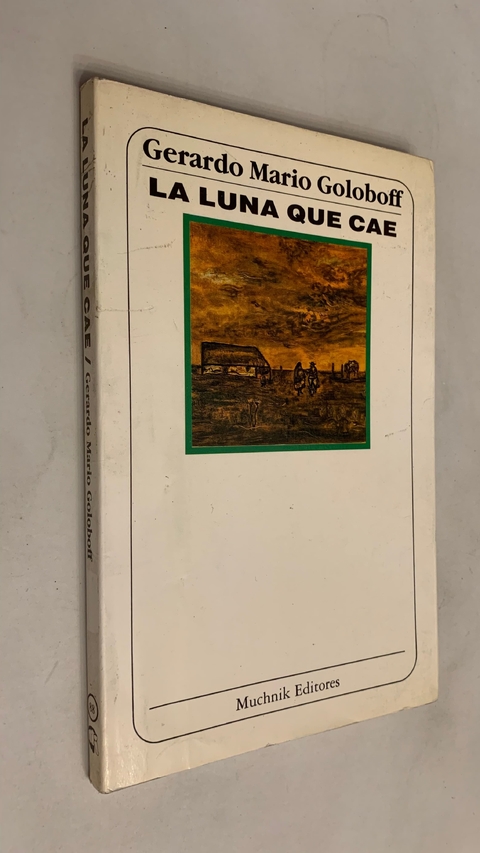 Gerardo Mario Goloboff
LA LUNA QUE CAE
Muchnik Editores
LA LUNA QUE CAE / Gerardo Mario Goloboff